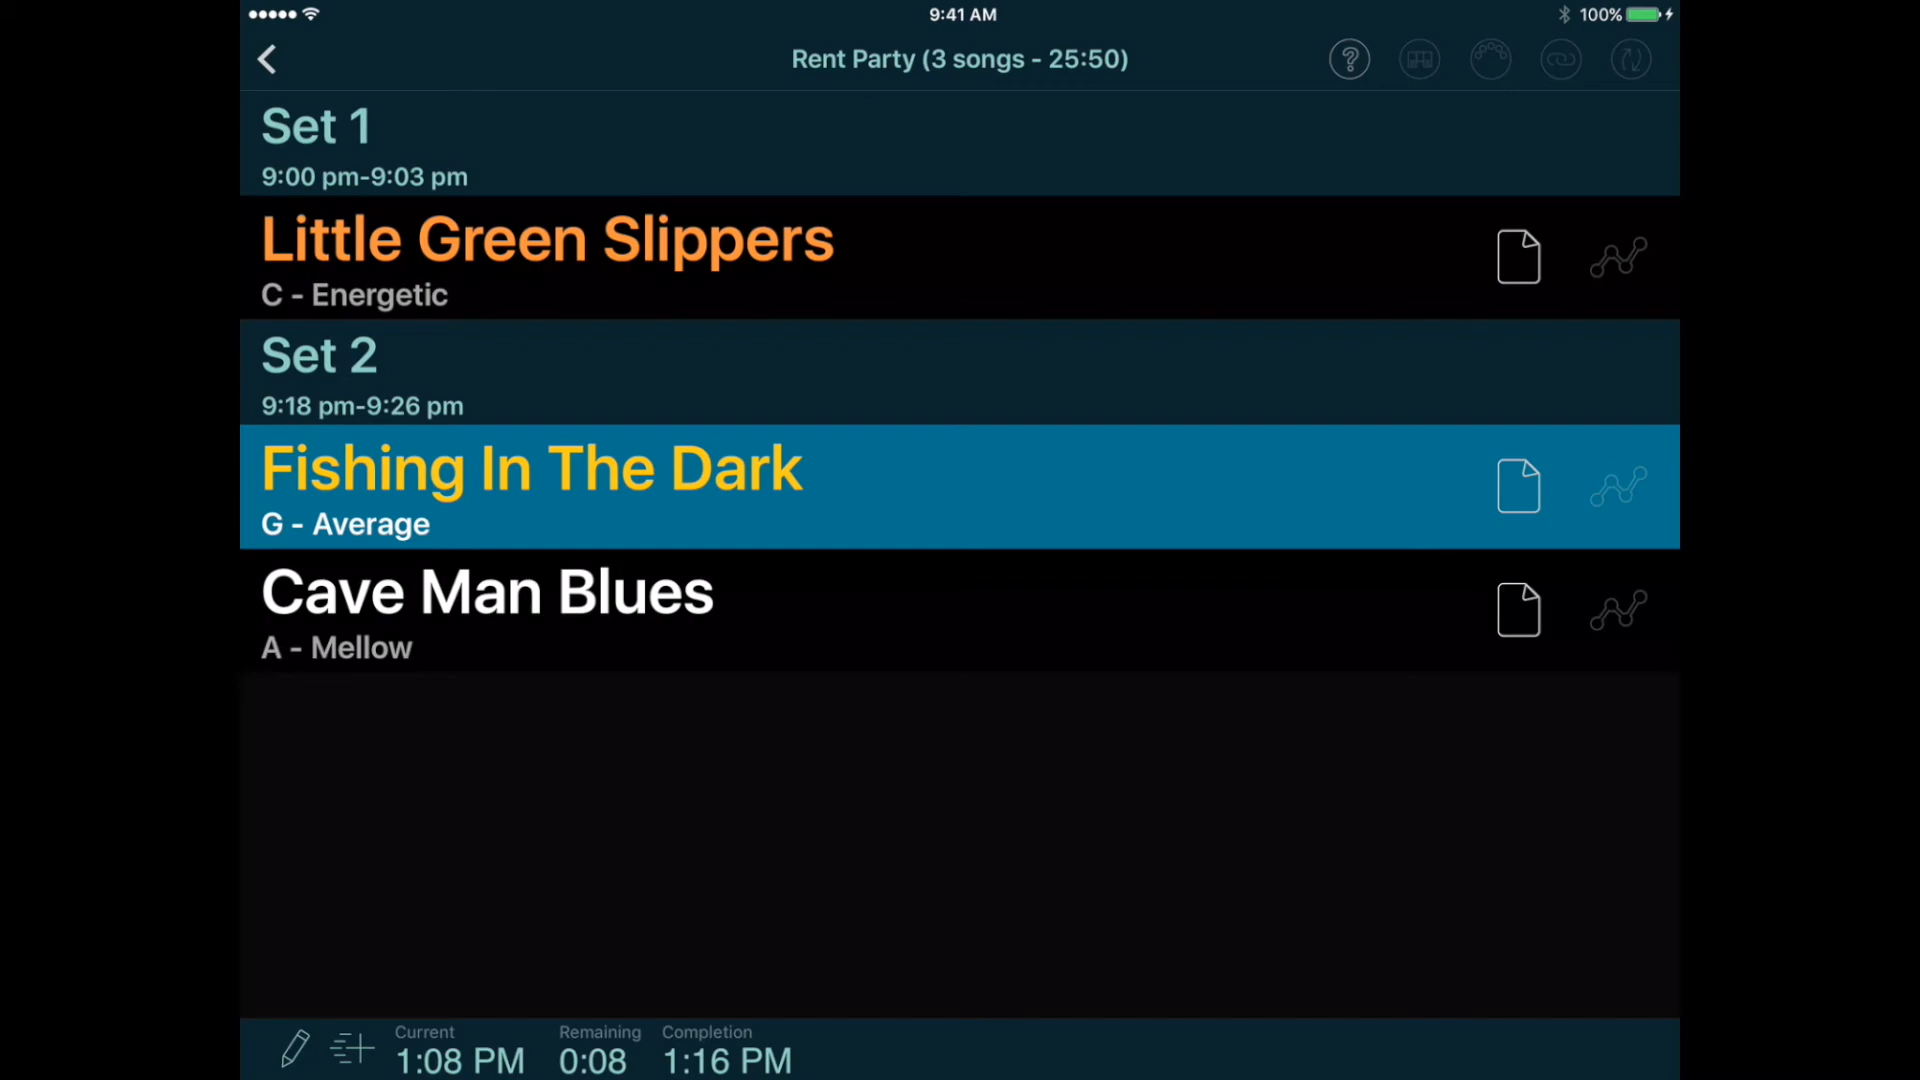 9:41 AM
100%
Rent Party (3 songs - 25:50)
?
Set 1
9:00 pm-9:03 pm
Little Green Slippers
C - Energetic
Set 2
9:18 pm-9:26 pm
Fishing In The Dark
G - Average
Cave Man Blues
A - Mellow
Current
1:08 PM
Remaining
0:08
Completion
1:16 PM